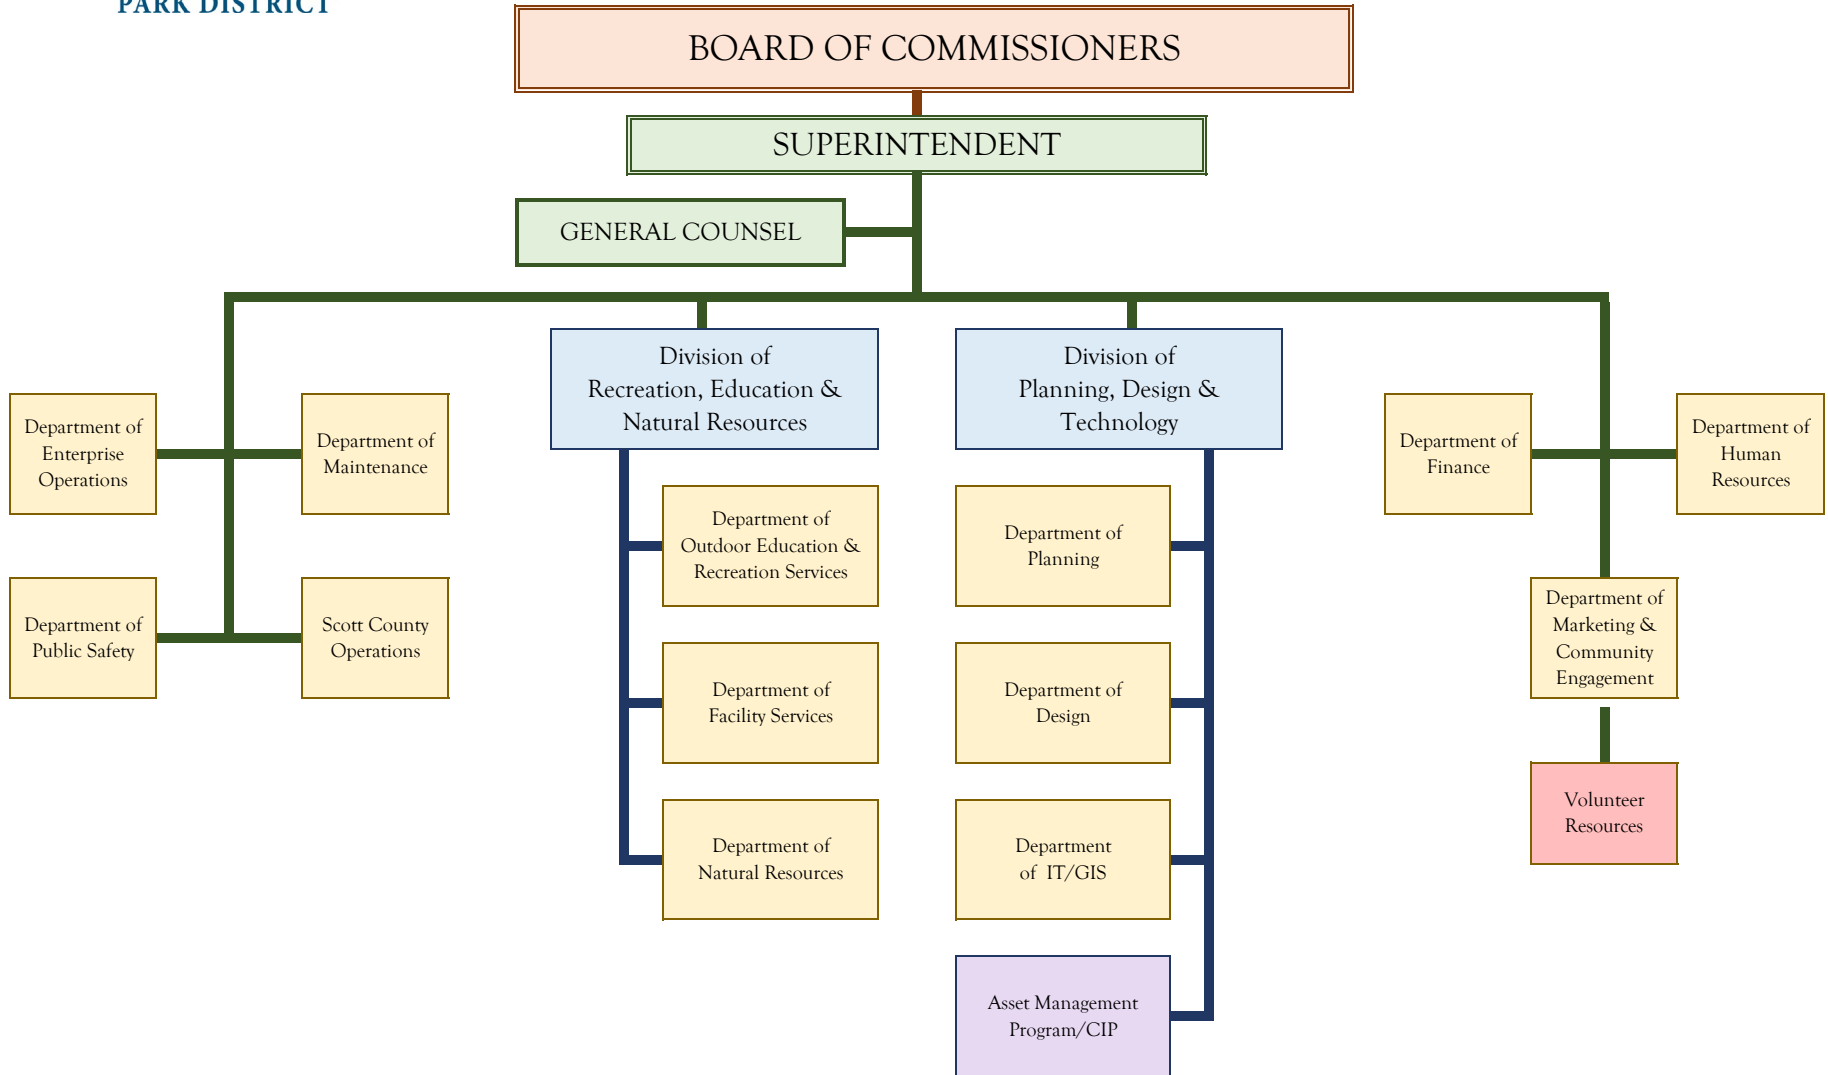 PARK DISTRICT
BOARD OF COMMISSIONERS
SUPERINTENDENT
GENERAL COUNSEL
Division of
Recreation, Education &
Natural Resources
Division of
Planning, Design &
Technology
Department of
Enterprise
Operations
Department of
Maintenance
Department of
Finance
Department of
Human
Resources
Department of
Outdoor Education &
Recreation Services
Department of
Planning
Department of
Public Safety
Scott County
Operations
Department of
Marketing &
Community
Engagement
Department of
Facility Services
Department of
Design
Volunteer
Resources
Department of
Natural Resources
Department
of  IT/GIS
Asset Management
Program/CIP